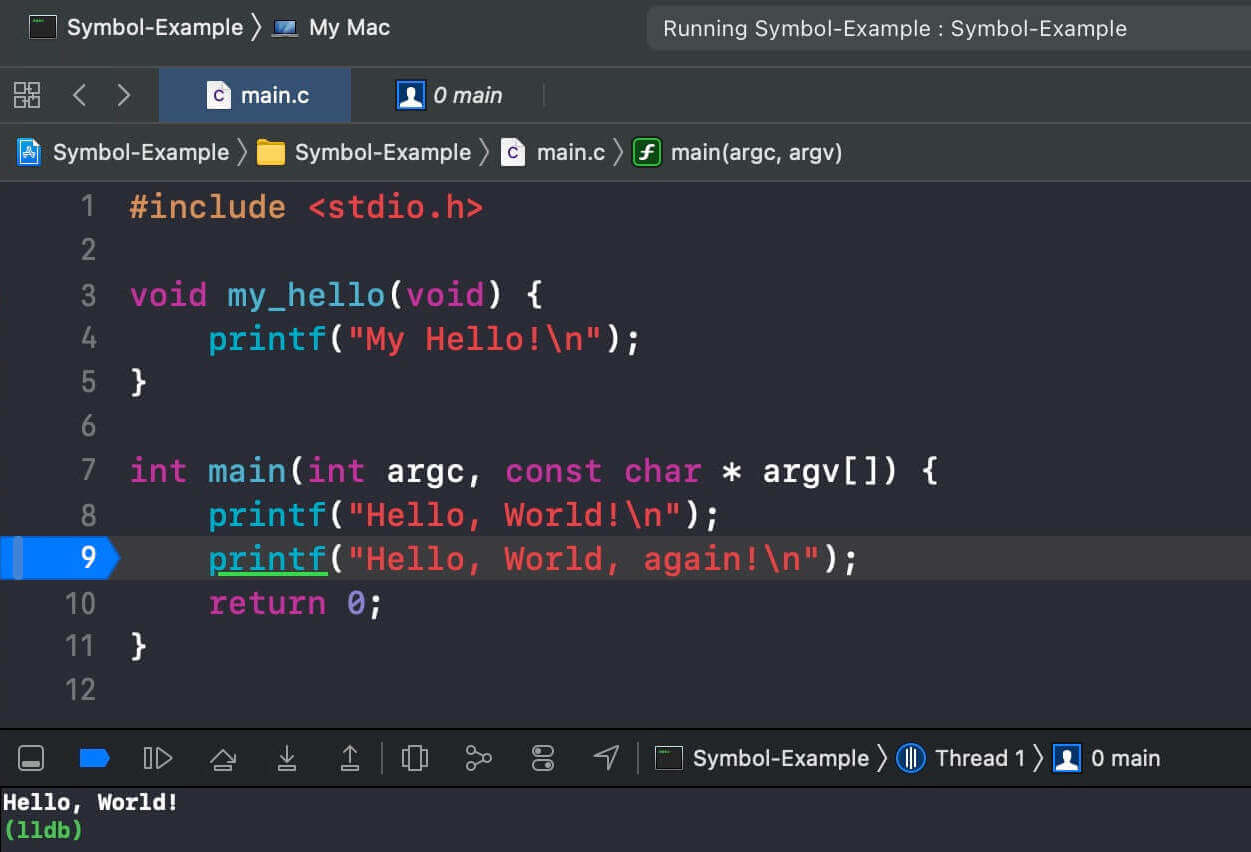 Symbol-Example 〉 My Mac
Running Symbol-Example : Symbol-Example
main.c
0 main
Symbol-Example 〉 Symbol-Example 〉 main.c 〉 main(argc, argv)
1 #include <stdio.h>
2
3 void my_hello(void) {
4     printf("My Hello!\n");
5 }
6
7 int main(int argc, const char * argv[]) {
8     printf("Hello, World!\n");
9     printf("Hello, World, again!\n");
10     return 0;
11 }
12
Symbol-Example 〉 Thread 1 〉 0 main
Hello, World!
(lldb)